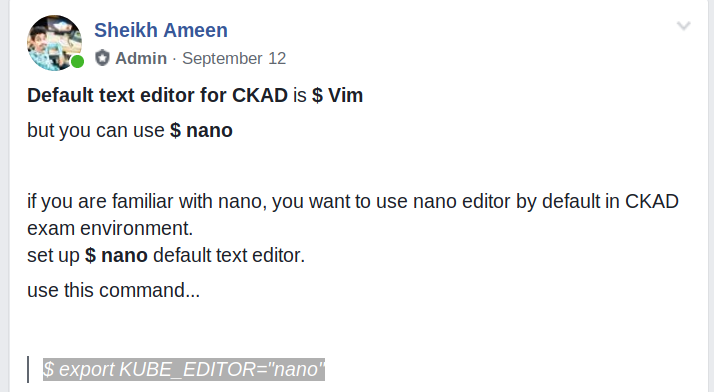 Sheikh Ameen
Admin · September 12
Default text editor for CKAD is $ Vim
but you can use $ nano
if you are familiar with nano, you want to use nano editor by default in CKAD
exam environment.
set up $ nano default text editor.
use this command...
$ export KUBE_EDITOR="nano"